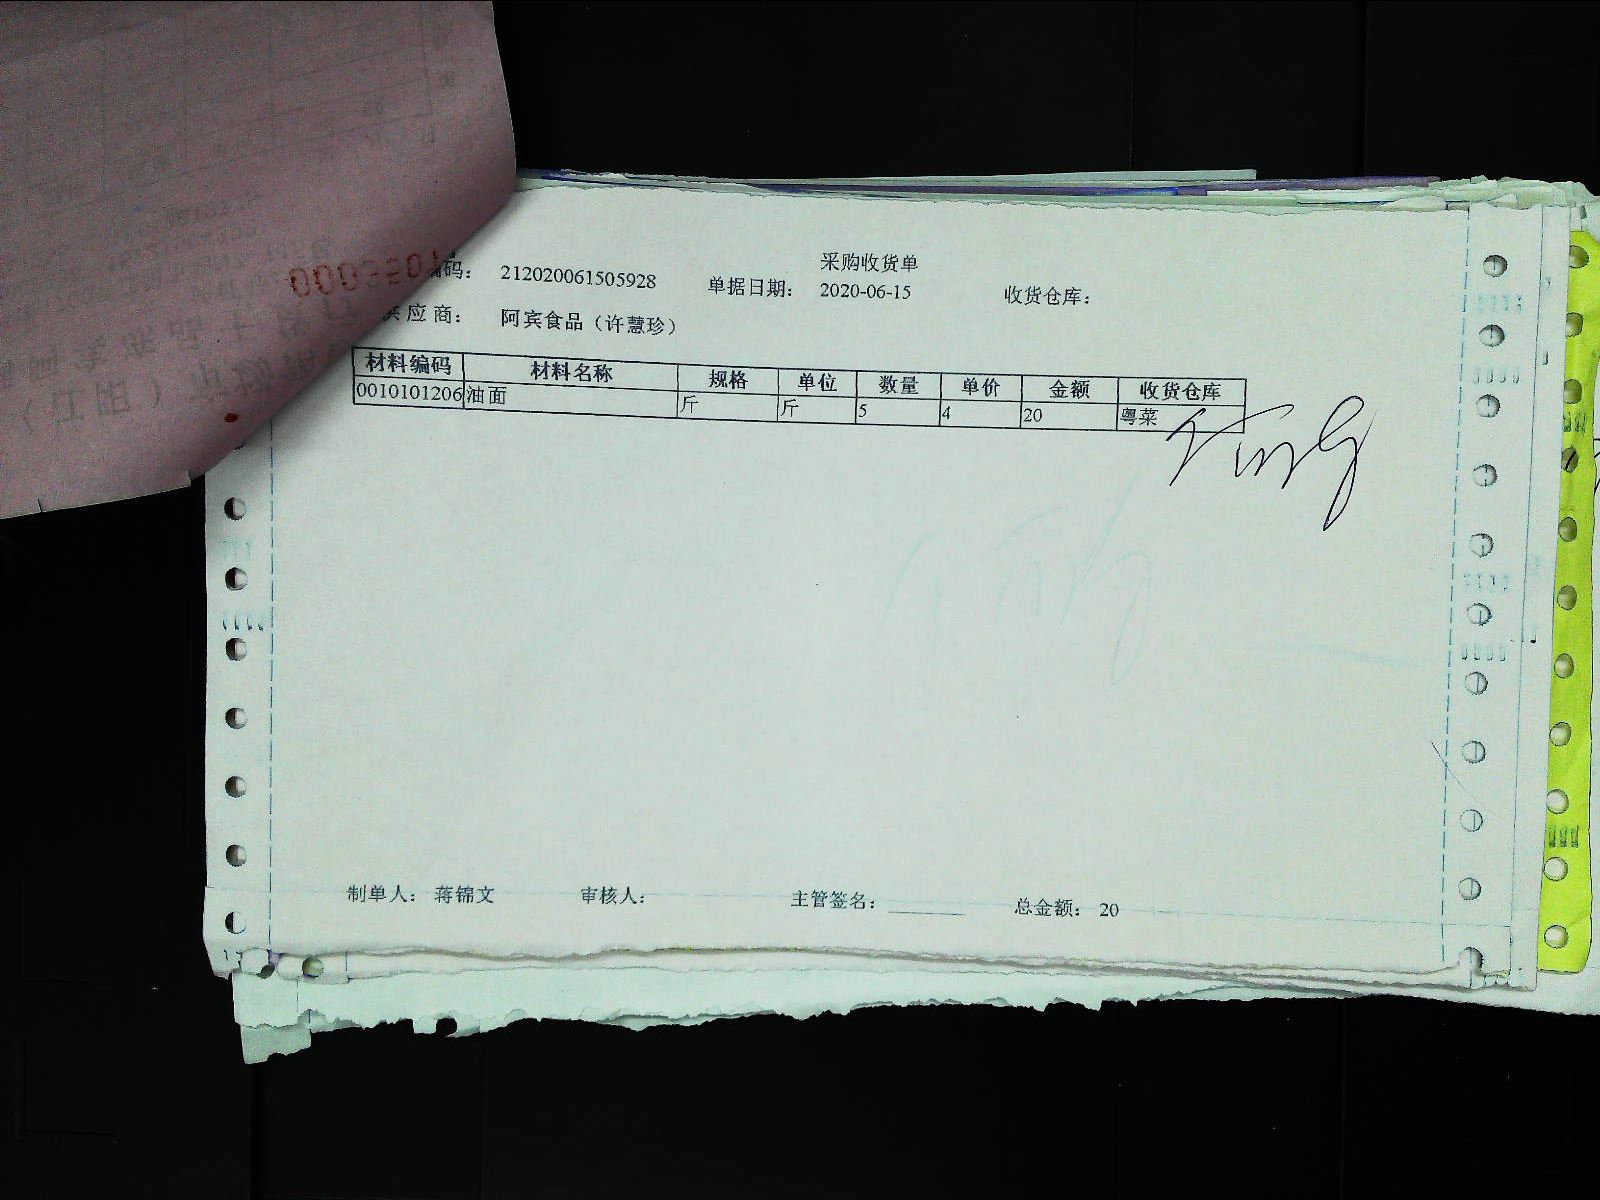 采购收货单
编码： 212020061505928 单据日期： 2020-06-15 收货仓库：
供应商： 阿宾食品（许慧珍）
材料编码 材料名称 规格 单位 数量 单价 金额 收货仓库
0010101206 油面 斤 斤 5 4 20 粤菜
制单人： 蒋锦文 审核人： 主管签名： 总金额： 20